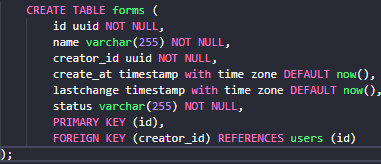 CREATE TABLE forms (
id uuid NOT NULL,
name varchar(255) NOT NULL,
creator_id uuid NOT NULL,
create_at timestamp with time zone DEFAULT now(),
lastchange timestamp with time zone DEFAULT now(),
status varchar(255) NOT NULL,
PRIMARY KEY (id),
FOREIGN KEY (creator_id) REFERENCES users (id)
);